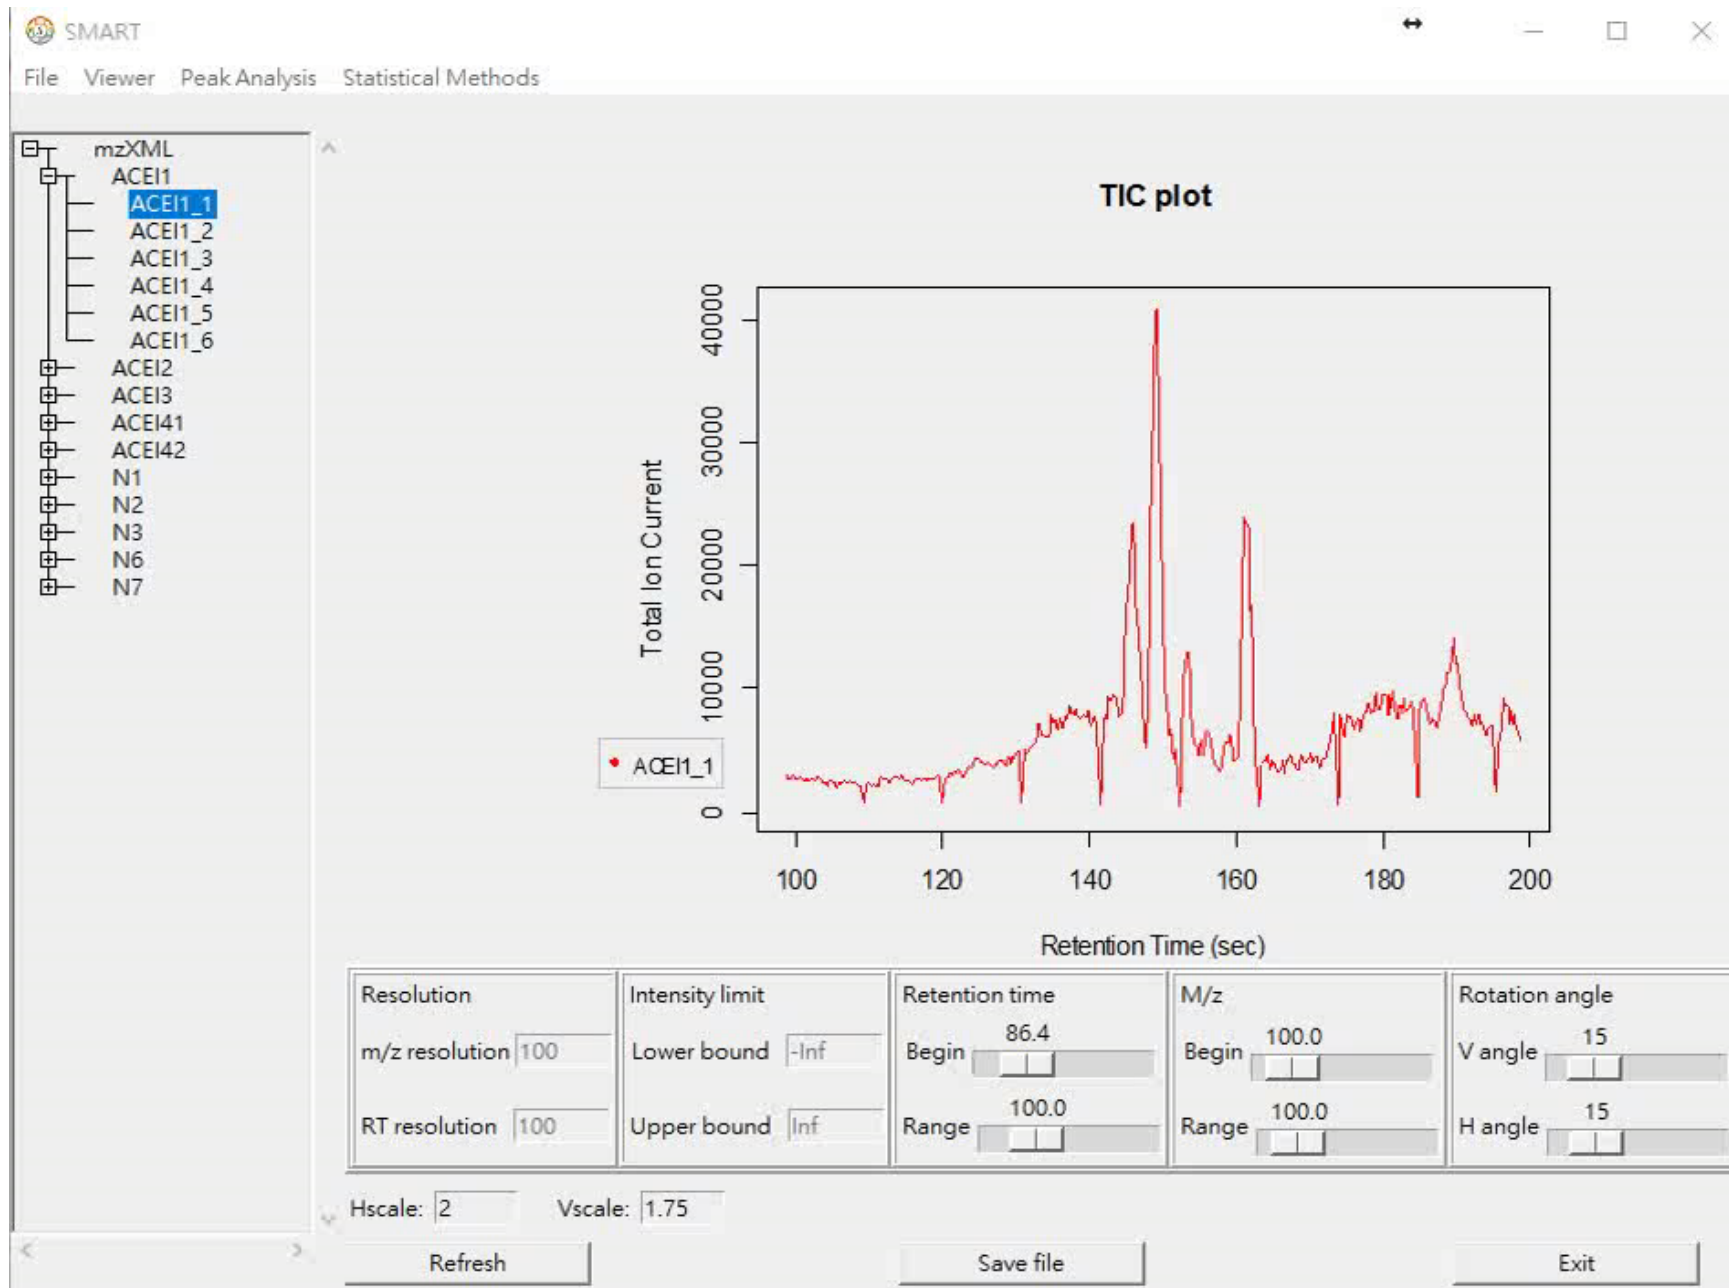 SMART
File Viewer Peak Analysis Statistical Methods
mzXML
ACEI1
ACEI1_1
ACEI1_2
ACEI1_3
ACEI1_4
ACEI1_5
ACEI1_6
ACEI2
ACEI3
ACEI41
ACEI42
N1
N2
N3
N6
N7
TIC plot
Total Ion Current
40000
30000
20000
10000
0
ACEI1_1
100 120 140 160 180 200
Retention Time (sec)
Resolution
m/z resolution 100
RT resolution 100
Intensity limit
Lower bound -Inf
Upper bound Inf
Retention time
86.4
Begin
100.0
Range
M/z
100.0
Begin
100.0
Range
Rotation angle
15
V angle
15
H angle
Hscale: 2 Vscale: 1.75
Refresh Save file Exit